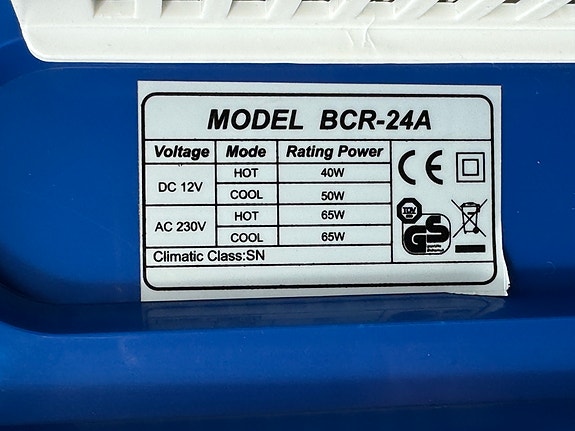 MODEL BCR-24A
Voltage Mode Rating Power
DC 12V HOT 40W
COOL 50W
AC 230V HOT 65W
COOL 65W
Climatic Class:SN
CE
GS